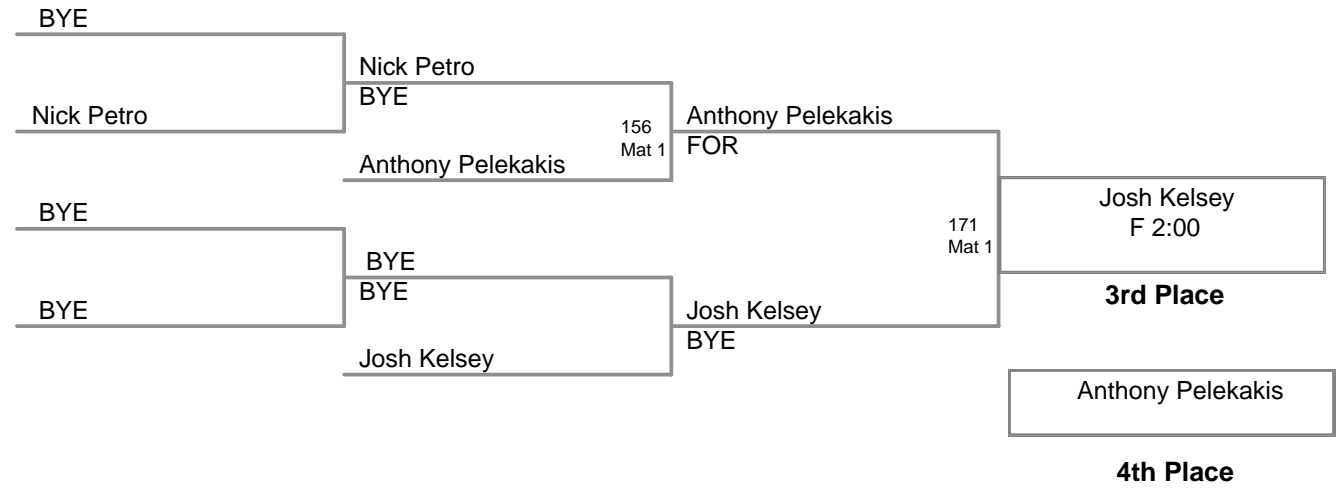 BYE
Nick Petro
BYE
Nick Petro
156
Mat 1
Anthony Pelekakis
FOR
Anthony Pelekakis
BYE
171
Mat 1
Josh Kelsey
F 2:00
BYE
BYE
BYE
3rd Place
Josh Kelsey
BYE
Josh Kelsey
Anthony Pelekakis
4th Place